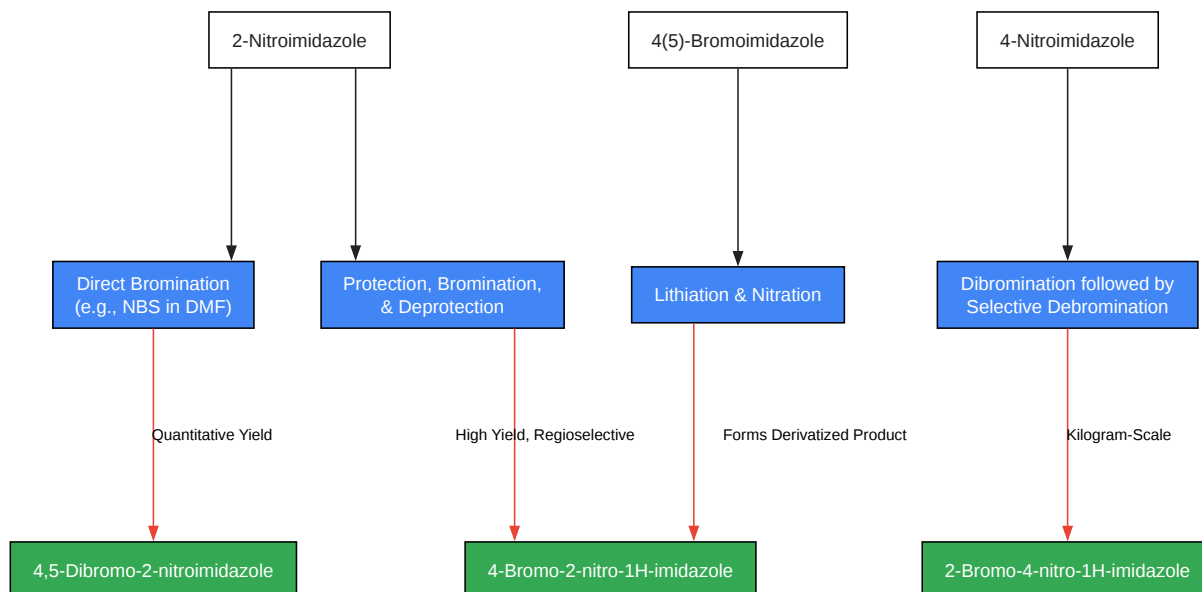 2-Nitroimidazole
4(5)-Bromoimidazole
4-Nitroimidazole
Direct Bromination
(e.g., NBS in DMF)
Protection, Bromination,
& Deprotection
Lithiation & Nitration
Dibromination followed by
Selective Debromination
Quantitative Yield
High Yield, Regioselective
Forms Derivatized Product
Kilogram-Scale
4,5-Dibromo-2-nitroimidazole
4-Bromo-2-nitro-1H-imidazole
2-Bromo-4-nitro-1H-imidazole